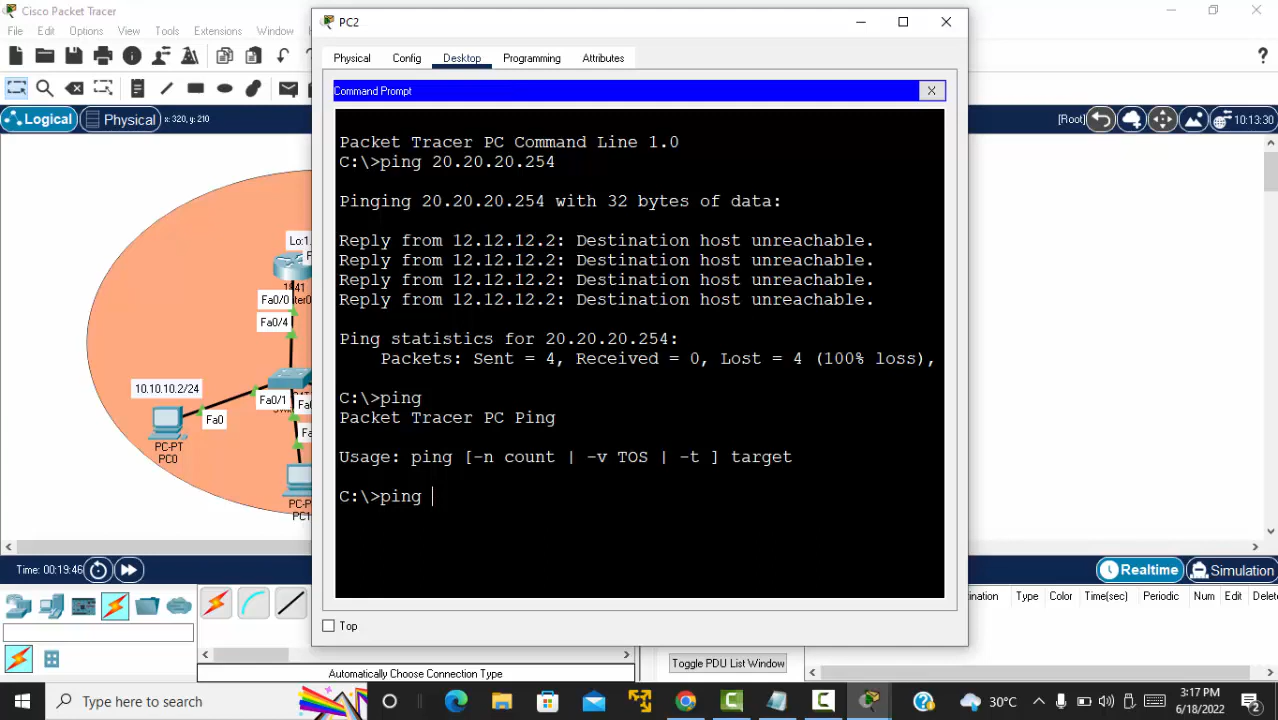 Cisco Packet Tracer
File Edit Options View Tools Extensions Window
Logical
Physical
x: 320, y: 210
[Root]
10:13:30
PC2
Physical Config Desktop Programming Attributes
Command Prompt
X
Packet Tracer PC Command Line 1.0
C:\>ping 20.20.20.254
Pinging 20.20.20.254 with 32 bytes of data:
Reply from 12.12.12.2: Destination host unreachable.
Reply from 12.12.12.2: Destination host unreachable.
Reply from 12.12.12.2: Destination host unreachable.
Reply from 12.12.12.2: Destination host unreachable.
Ping statistics for 20.20.20.254:
Packets: Sent = 4, Received = 0, Lost = 4 (100% loss),
C:\>ping
Packet Tracer PC Ping
Usage: ping [-n count | -v TOS | -t ] target
C:\>ping
Top
Lo:1.
Fa0/0
Fa0/4
10.10.10.2/24
Fa0/1
Fa0
PC-PT
PC0
Time: 00:19:46
Realtime
Simulation
Type Color Time(sec) Periodic Num Edit
Automatically Choose Connection Type
Toggle PDU List Window
Type here to search
30°C
3:17 PM
6/18/2022
2